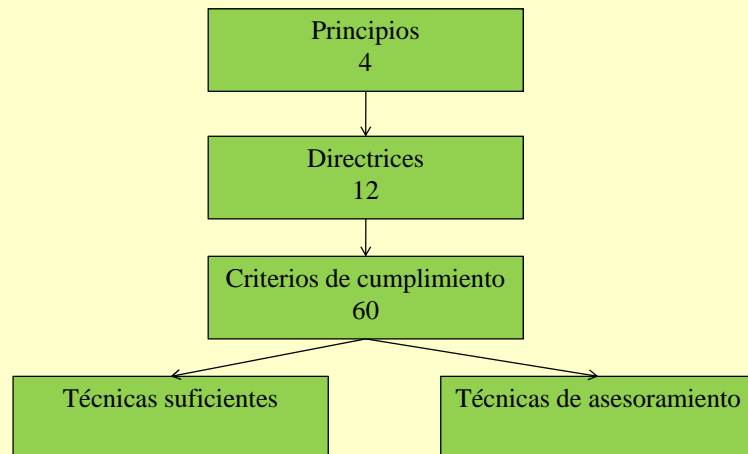 Principios
4
Directrices
12
Criterios de cumplimiento
60
Técnicas suficientes
Técnicas de asesoramiento